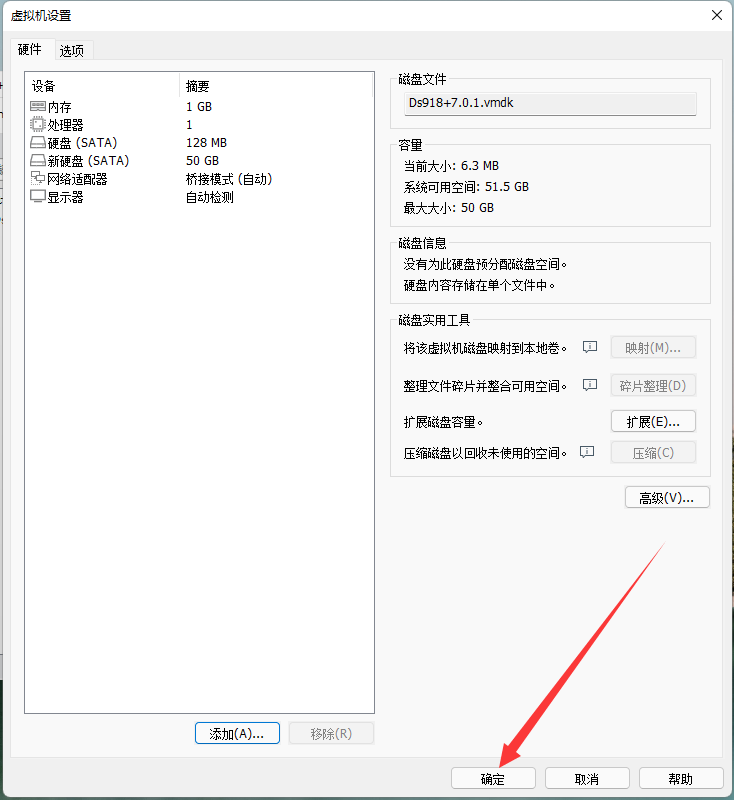 虚拟机设置
硬件 选项
设备 摘要
内存 1 GB
处理器 1
硬盘 (SATA) 128 MB
新硬盘 (SATA) 50 GB
网络适配器 桥接模式 (自动)
显示器 自动检测
添加(A)... 移除(R)
磁盘文件
Ds918+7.0.1.vmdk
容量
当前大小: 6.3 MB
系统可用空间: 51.5 GB
最大大小: 50 GB
磁盘信息
没有为此硬盘预分配磁盘空间。
硬盘内容存储在单个文件中。
磁盘实用工具
将该虚拟机磁盘映射到本地卷。 映射(M)...
整理文件碎片并整合可用空间。 碎片整理(D)
扩展磁盘容量。 扩展(E)...
压缩磁盘以回收未使用的空间。 压缩(C)
高级(V)...
确定 取消 帮助